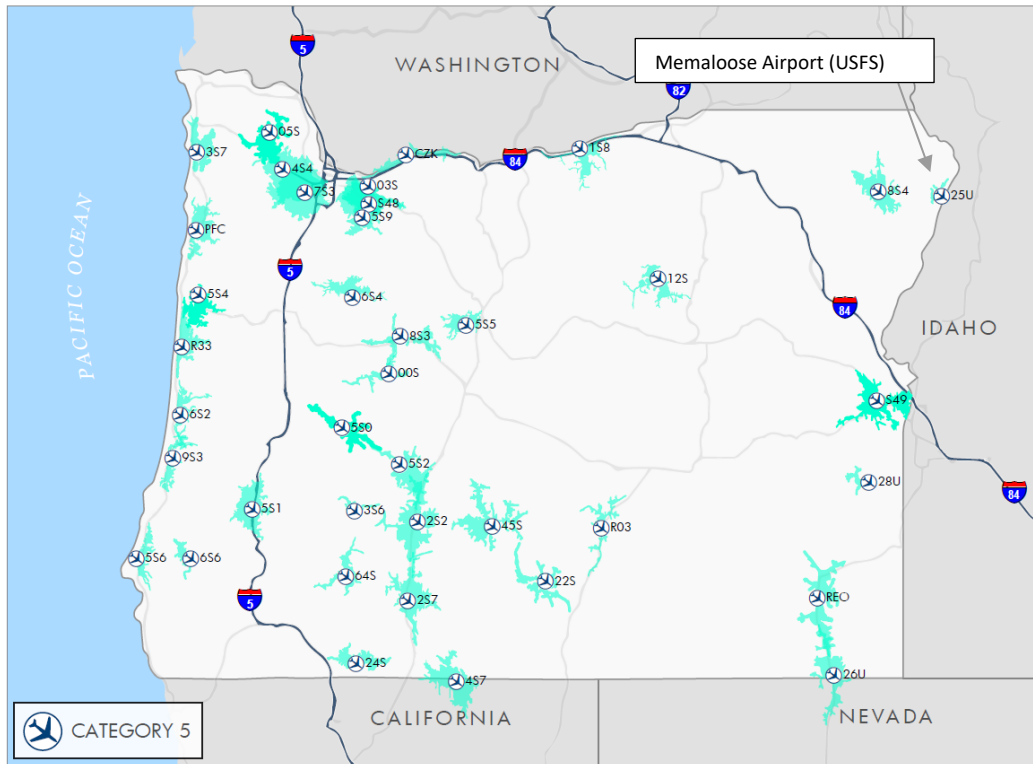 5
WASHINGTON
Memaloose Airport (USFS)
82
05S
3S7
CZK
84
1S8
4S4
03S
7S3
S48
8S4
25U
5S9
PFC
PACIFIC OCEAN
5
12S
5S4
6S4
84
5S5
IDAHO
8S3
R33
00S
S49
6S2
5S0
9S3
5S2
28U
84
5S1
3S6
2S2
45S
R03
5S6
6S6
64S
22S
5
2S7
REO
24S
26U
4S7
CATEGORY 5
CALIFORNIA
NEVADA